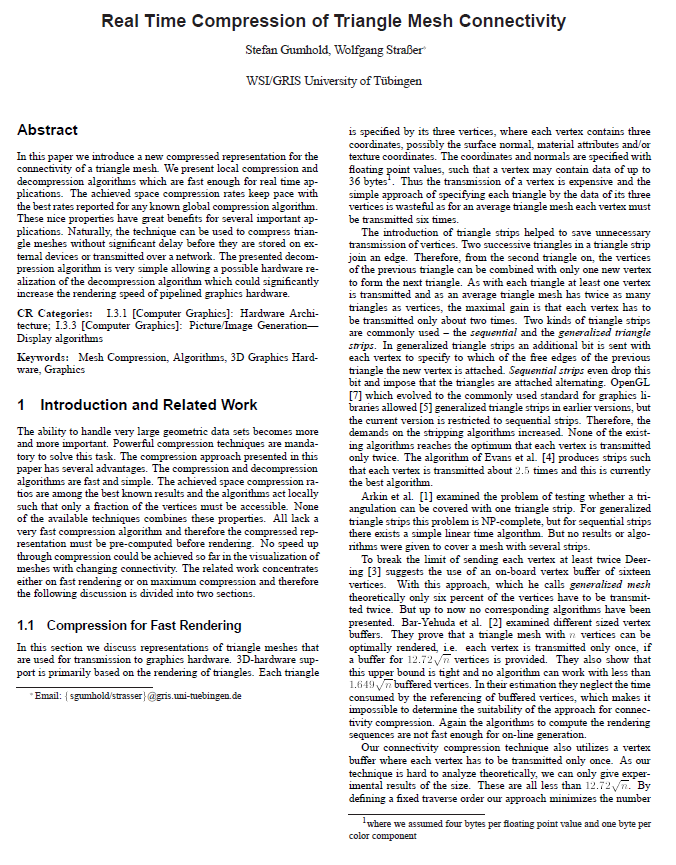 Real Time Compression of Triangle Mesh Connectivity
Stefan Gumhold, Wolfgang Straßer*
WSI/GRIS University of Tübingen
Abstract
In this paper we introduce a new compressed representation for the
connectivity of a triangle mesh. We present local compression and
decompression algorithms which are fast enough for real time ap-
plications. The achieved space compression rates keep pace with
the best rates reported for any known global compression algorithm.
These nice properties have great benefits for several important ap-
plications. Naturally, the technique can be used to compress trian-
gle meshes without significant delay before they are stored on ex-
ternal devices or transmitted over a network. The presented decom-
pression algorithm is very simple allowing a possible hardware re-
alization of the decompression algorithm which could significantly
increase the rendering speed of pipelined graphics hardware.
CR Categories: I.3.1 [Computer Graphics]: Hardware Archi-
tecture; I.3.3 [Computer Graphics]: Picture/Image Generation—
Display algorithms
Keywords: Mesh Compression, Algorithms, 3D Graphics Hard-
ware, Graphics
1 Introduction and Related Work
The ability to handle very large geometric data sets becomes more
and more important. Powerful compression techniques are manda-
tory to solve this task. The compression approach presented in this
paper has several advantages. The compression and decompression
algorithms are fast and simple. The achieved space compression ra-
tios are among the best known results and the algorithms act locally
such that only a fraction of the vertices must be accessible. None
of the available techniques combines these properties. All lack a
very fast compression algorithm and therefore the compressed rep-
resentation must be pre-computed before rendering. No speed up
through compression could be achieved so far in the visualization of
meshes with changing connectivity. The related work concentrates
either on fast rendering or on maximum compression and therefore
the following discussion is divided into two sections.
1.1 Compression for Fast Rendering
In this section we discuss representations of triangle meshes that
are used for transmission to graphics hardware. 3D-hardware sup-
port is primarily based on the rendering of triangles. Each triangle
* Email: {sgumhold/strasser}@gris.uni-tuebingen.de
is specified by its three vertices, where each vertex contains three
coordinates, possibly the surface normal, material attributes and/or
texture coordinates. The coordinates and normals are specified with
floating point values, such that a vertex may contain data of up to
36 bytes¹. Thus the transmission of a vertex is expensive and the
simple approach of specifying each triangle by the data of its three
vertices is wasteful as for an average triangle mesh each vertex must
be transmitted six times.
The introduction of triangle strips helped to save unnecessary
transmission of vertices. Two successive triangles in a triangle strip
join an edge. Therefore, from the second triangle on, the vertices
of the previous triangle can be combined with only one new vertex
to form the next triangle. As with each triangle at least one vertex
is transmitted and as an average triangle mesh has twice as many
triangles as vertices, the maximal gain is that each vertex has to
be transmitted only about two times. Two kinds of triangle strips
are commonly used – the sequential and the generalized triangle
strips. In generalized triangle strips an additional bit is sent with
each vertex to specify to which of the free edges of the previous
triangle the new vertex is attached. Sequential strips even drop this
bit and impose that the triangles are attached alternating. OpenGL
[7] which evolved to the commonly used standard for graphics li-
braries allowed [5] generalized triangle strips in earlier versions, but
the current version is restricted to sequential strips. Therefore, the
demands on the stripping algorithms increased. None of the exist-
ing algorithms reaches the optimum that each vertex is transmitted
only twice. The algorithm of Evans et al. [4] produces strips such
that each vertex is transmitted about 2.5 times and this is currently
the best algorithm.
Arkin et al. [1] examined the problem of testing whether a tri-
angulation can be covered with one triangle strip. For generalized
triangle strips this problem is NP-complete, but for sequential strips
there exists a simple linear time algorithm. But no results or algo-
rithms were given to cover a mesh with several strips.
To break the limit of sending each vertex at least twice Deer-
ing [3] suggests the use of an on-board vertex buffer of sixteen
vertices. With this approach, which he calls generalized mesh
theoretically only six percent of the vertices have to be transmit-
ted twice. But up to now no corresponding algorithms have been
presented. Bar-Yehuda et al. [2] examined different sized vertex
buffers. They prove that a triangle mesh with n vertices can be
optimally rendered, i.e. each vertex is transmitted only once, if
a buffer for 12.72√n vertices is provided. They also show that
this upper bound is tight and no algorithm can work with less than
1.649√n buffered vertices. In their estimation they neglect the time
consumed by the referencing of buffered vertices, which makes it
impossible to determine the suitability of the approach for connec-
tivity compression. Again the algorithms to compute the rendering
sequences are not fast enough for on-line generation.
Our connectivity compression technique also utilizes a vertex
buffer where each vertex has to be transmitted only once. As our
technique is hard to analyze theoretically, we can only give exper-
imental results of the size. These are all less than 12.72√n. By
defining a fixed traverse order our approach minimizes the number
¹where we assumed four bytes per floating point value and one byte per
color component